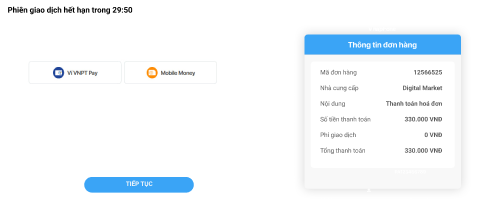 Phiên giao dịch hết hạn trong 29:50
Ví VNPT Pay
Mobile Money
TIẾP TỤC
Thông tin đơn hàng
Mã đơn hàng 12566525
Nhà cung cấp Digital Market
Nội dung Thanh toán hoá đơn
Số tiền thanh toán 330.000 VNĐ
Phí giao dịch 0 VNĐ
Tổng thanh toán 330.000 VNĐ